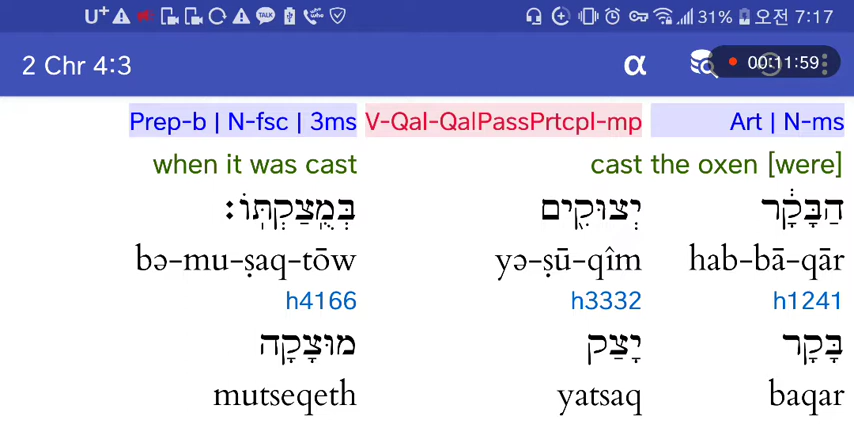 U+ TALK who 31% 오전 7:17
2 Chr 4:3 α 00:11:59
Prep-b | N-fsc | 3ms V-Qal-QalPassPrtcpl-mp Art | N-ms
when it was cast cast the oxen [were]
הַבָּקָ֔ר יְצוּקִ֖ים בְּמֻֽצַקְתּֽוֹ׃
bə-mu-ṣaq-tōw yə-ṣū-qîm hab-bā-qār
h4166 h3332 h1241
בָּקָר יָצַק מוּצָקָה
mutseqeth yatsaq baqar